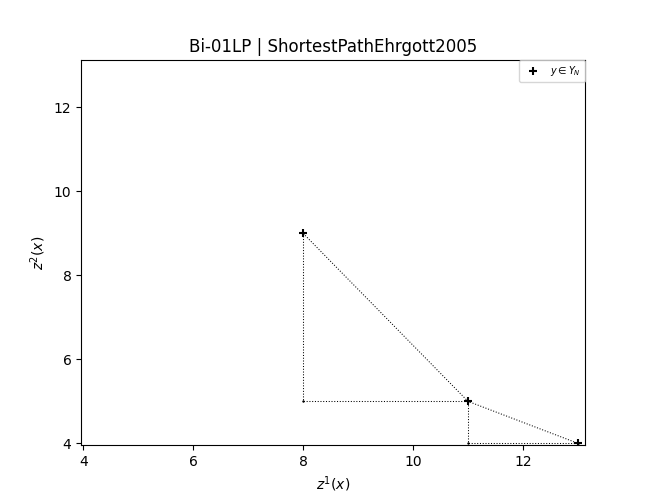 Bi-01LP | ShortestPathEhrgott2005
y ∈ Y_N
12
10
8
6
4
z²(x)
4 6 8 10 12
z¹(x)